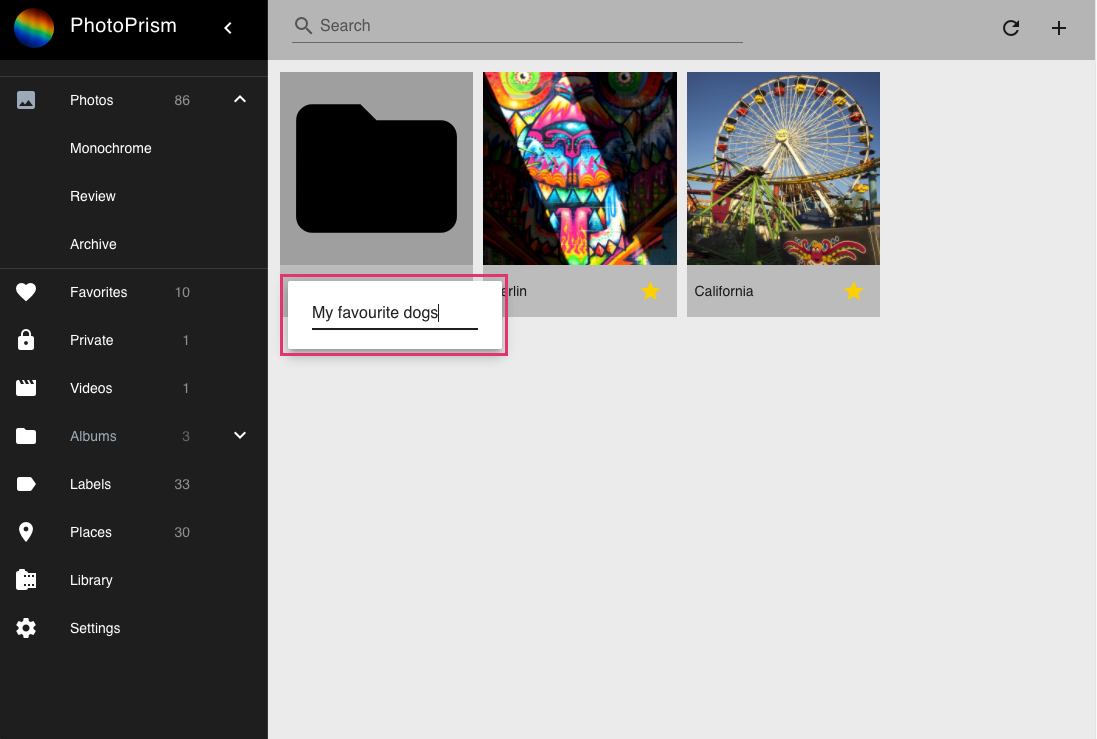 PhotoPrism
Search
Photos 86
Monochrome
Review
Archive
Favorites 10
Private 1
Videos 1
Albums 3
Labels 33
Places 30
Library
Settings
My favourite dogs
California